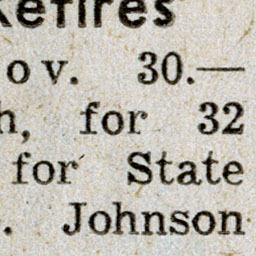 Retires
ov. 30.—
h, for 32
for State
. Johnson